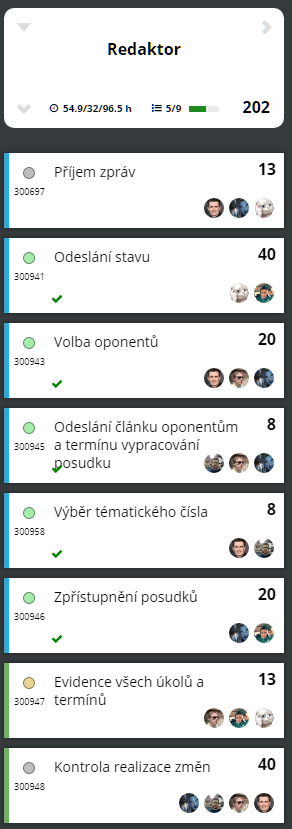 Redaktor
54.9/32/96.5 h 5/9 202
Příjem zpráv 13
300697
Odeslání stavu 40
300941
Volba oponentů 20
300943
Odeslání článku oponentům 8
300945
a termínu vypracování
posudku
Výběr tématického čísla 8
300958
Zpřístupnění posudků 20
300946
Evidence všech úkolů a 13
300947
termínů
Kontrola realizace změn 40
300948